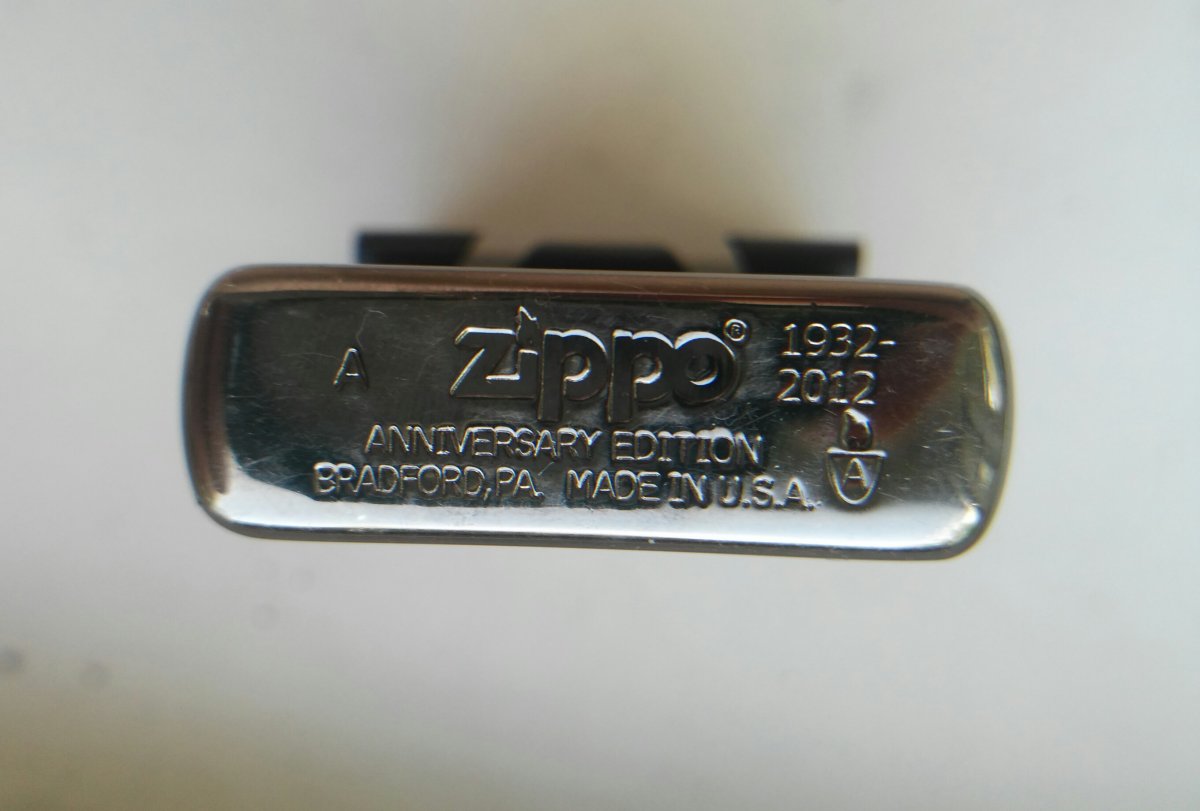 A Zippo® 1932-
2012
ANNIVERSARY EDITION
BRADFORD, PA. MADE IN U.S.A.
A